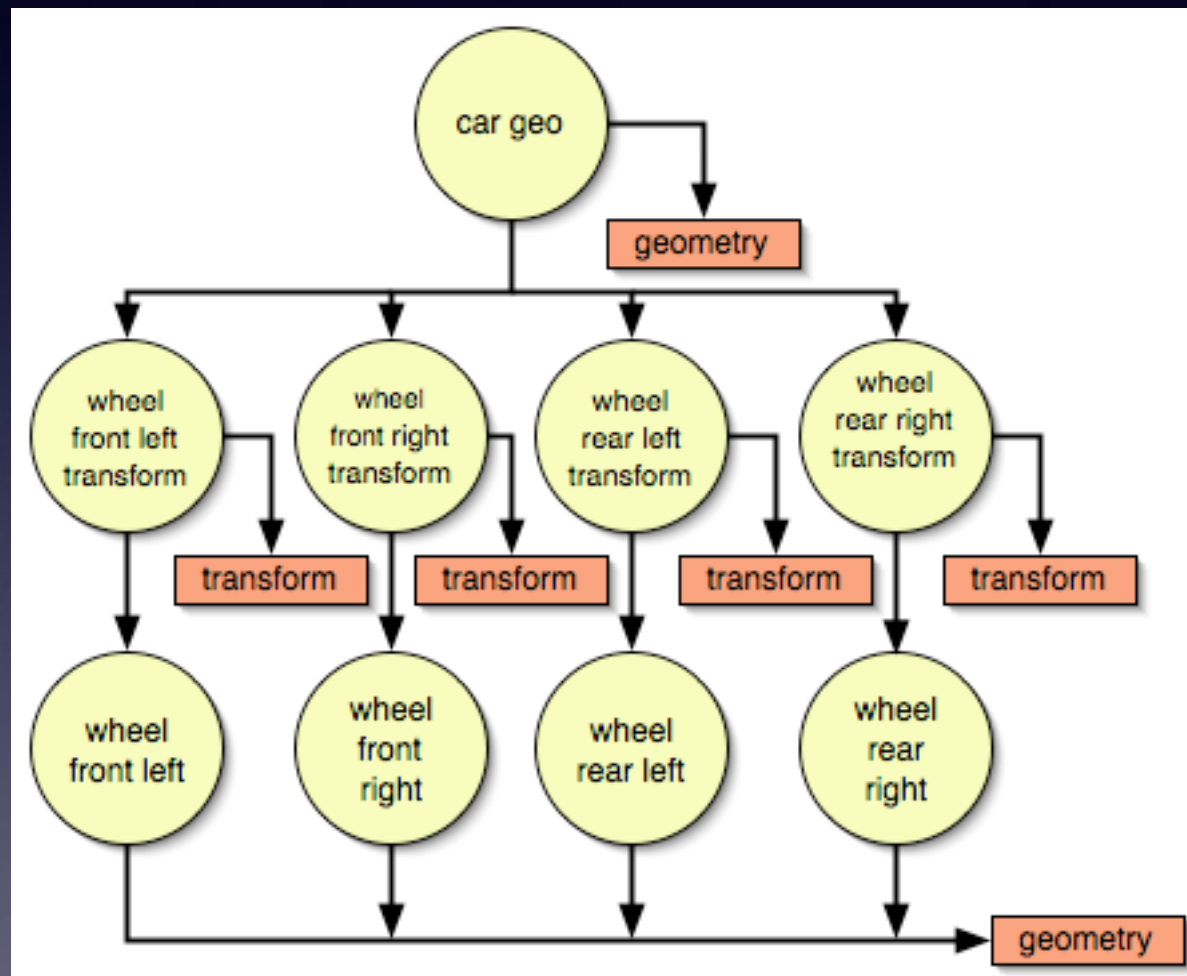 car geo
geometry
wheel
front left
transform
wheel
front right
transform
wheel
rear left
transform
wheel
rear right
transform
transform
transform
transform
transform
wheel
front left
wheel
front
right
wheel
rear left
wheel
rear
right
geometry